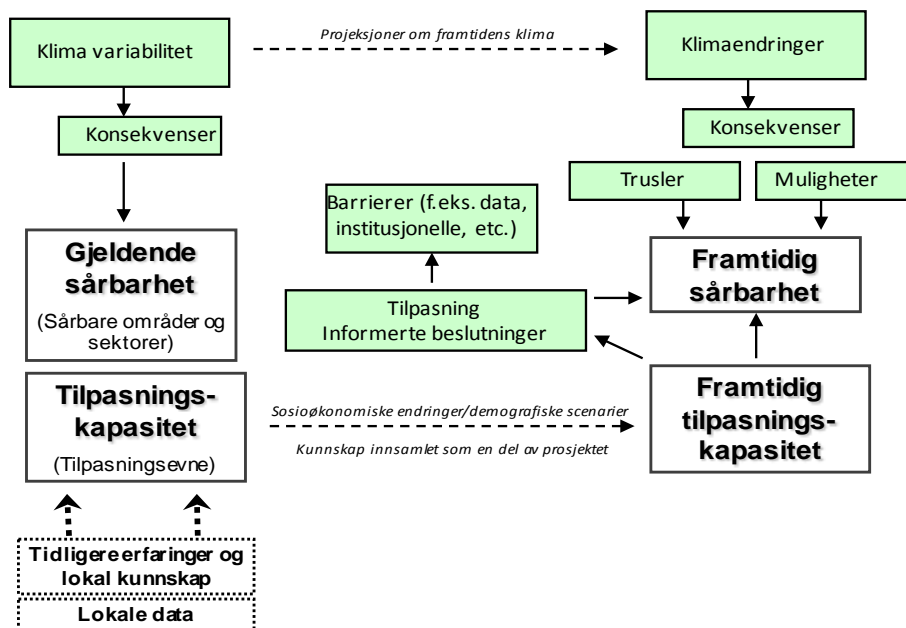 Klima variabilitet
Projeksjoner om framtidens klima
Klimaendringer
Konsekvenser
Konsekvenser
Trusler
Muligheter
Barrierer (f.eks. data,
institusjonelle, etc.)
Gjeldende
sårbarhet
(Sårbare områder og
sektorer)
Framtidig
sårbarhet
Tilpasning
Informerte beslutninger
Tilpasnings-
kapasitet
(Tilpasningsevne)
Sosioøkonomiske endringer/demografiske scenarier
Kunnskap innsamlet som en del av prosjektet
Framtidig
tilpasnings-
kapasitet
Tidligereerfaringer og
lokal kunnskap
Lokale data